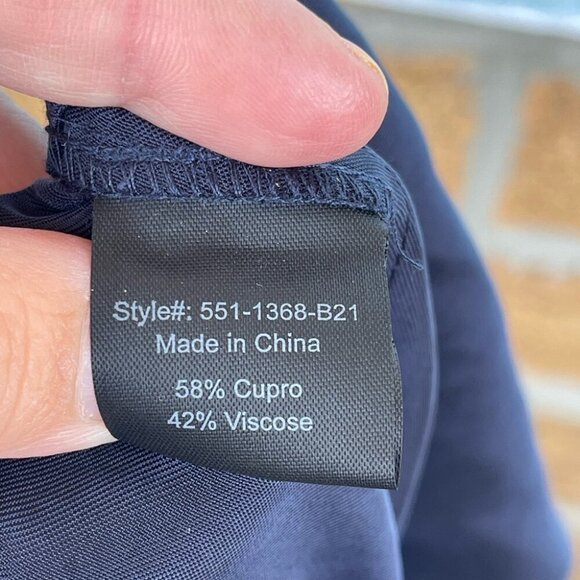 Style#: 551-1368-B21
Made in China
58% Cupro
42% Viscose